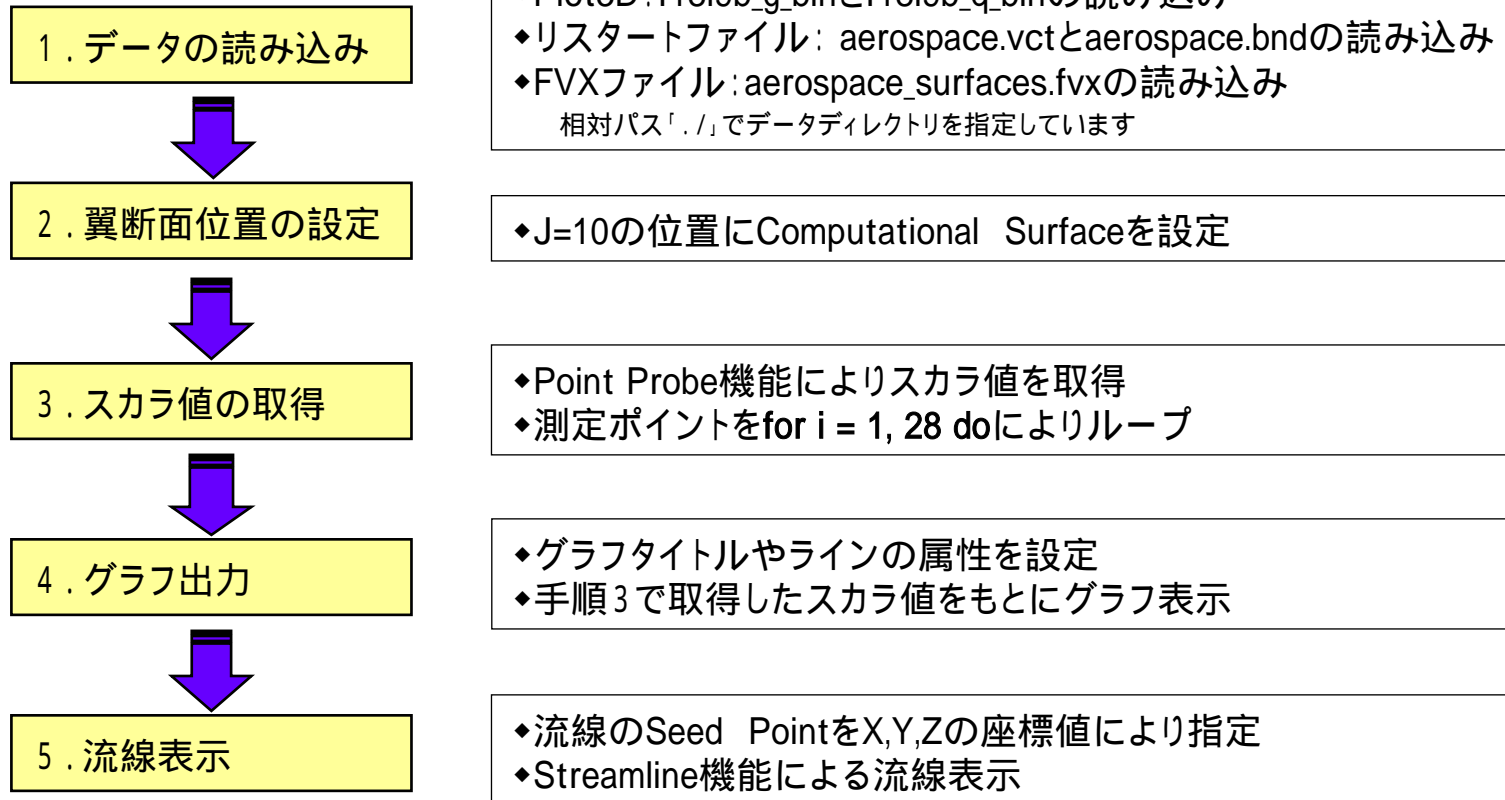 1.データの読み込み
◆リスタートファイル: aerospace.vctとaerospace.bndの読み込み
◆FVXファイル:aerospace_surfaces.fvxの読み込み
相対パス「./」でデータディレクトリを指定しています
2.翼断面位置の設定
◆J=10の位置にComputational Surfaceを設定
3.スカラ値の取得
◆Point Probe機能によりスカラ値を取得
◆測定ポイントをfor i = 1, 28 doによりループ
4.グラフ出力
◆グラフタイトルやラインの属性を設定
◆手順3で取得したスカラ値をもとにグラフ表示
5.流線表示
◆流線のSeed PointをX,Y,Zの座標値により指定
◆Streamline機能による流線表示